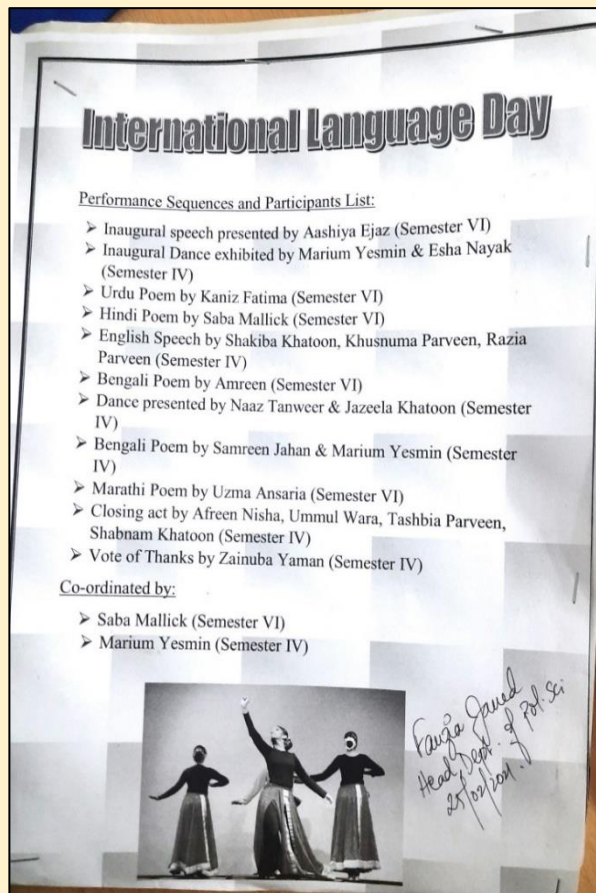 International Language Day
Performance Sequences and Participants List:
➤ Inaugural speech presented by Aashiya Ejaz (Semester VI)
➤ Inaugural Dance exhibited by Marium Yesmin & Esha Nayak
(Semester IV)
➤ Urdu Poem by Kaniz Fatima (Semester VI)
➤ Hindi Poem by Saba Mallick (Semester VI)
➤ English Speech by Shakiba Khatoon, Khusnuma Parveen, Razia
Parveen (Semester IV)
➤ Bengali Poem by Amreen (Semester VI)
➤ Dance presented by Naaz Tanweer & Jazeela Khatoon (Semester
IV)
➤ Bengali Poem by Samreen Jahan & Marium Yesmin (Semester
IV)
➤ Marathi Poem by Uzma Ansaria (Semester VI)
➤ Closing act by Afreen Nisha, Ummul Wara, Tashbia Parveen,
Shabnam Khatoon (Semester IV)
➤ Vote of Thanks by Zainuba Yaman (Semester IV)
Co-ordinated by:
➤ Saba Mallick (Semester VI)
➤ Marium Yesmin (Semester IV)
Fauzia Javed
Head, Dept. of Pol. Sci
25/02/2021.